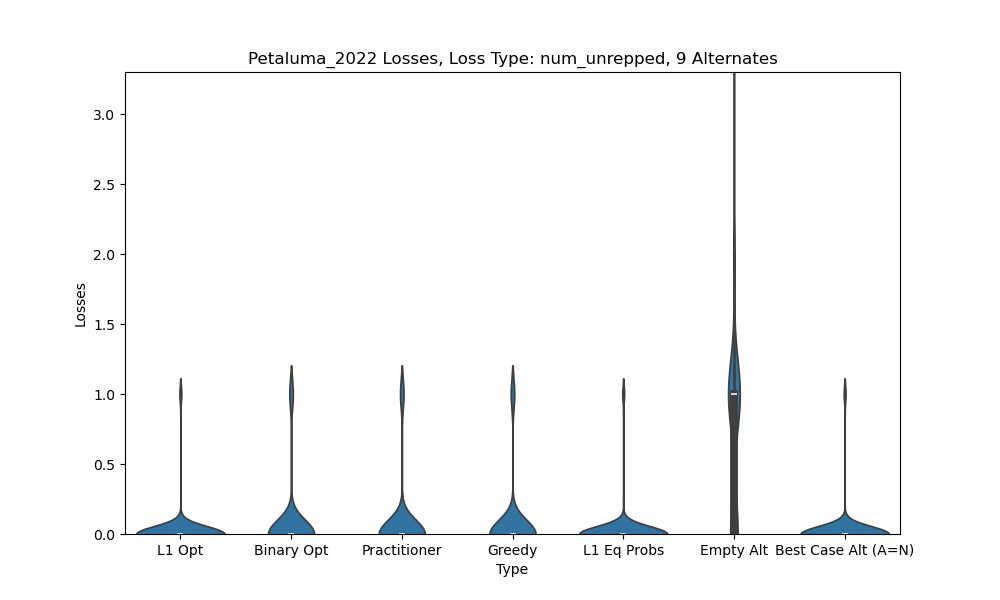 Petaluma_2022 Losses, Loss Type: num_unrepped, 9 Alternates
3.0
2.5
2.0
1.5
1.0
0.5
0.0
Losses
L1 Opt
Binary Opt
Practitioner
Greedy
L1 Eq Probs
Empty Alt
Best Case Alt (A=N)
Type